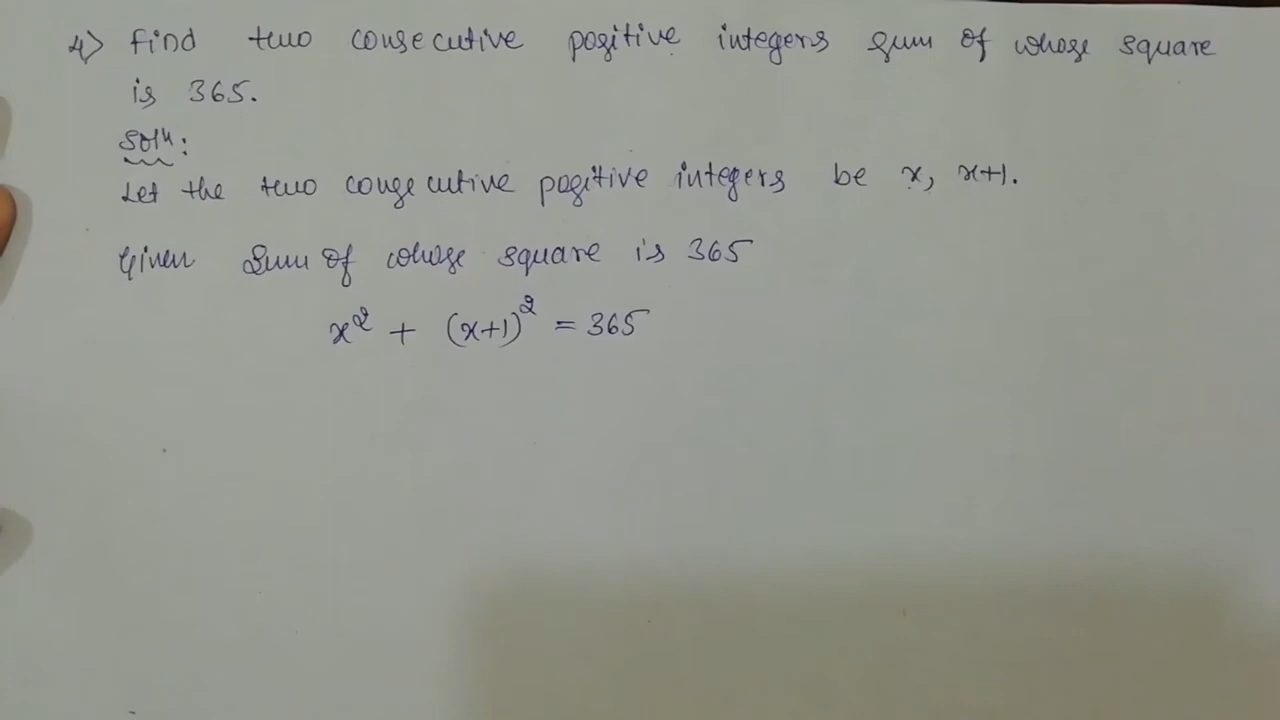 4) Find two consecutive positive integers sum of whose square
is 365.
Soln:
Let the two consecutive positive integers be x, x+1.
Given Sum of whose square is 365
x² + (x+1)² = 365